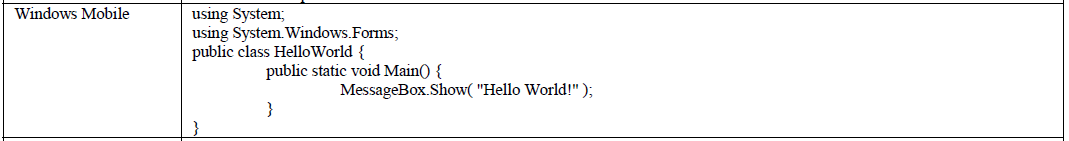 Windows Mobile
using System;
using System.Windows.Forms;
public class HelloWorld {
public static void Main() {
MessageBox.Show( "Hello World!" );
}
}